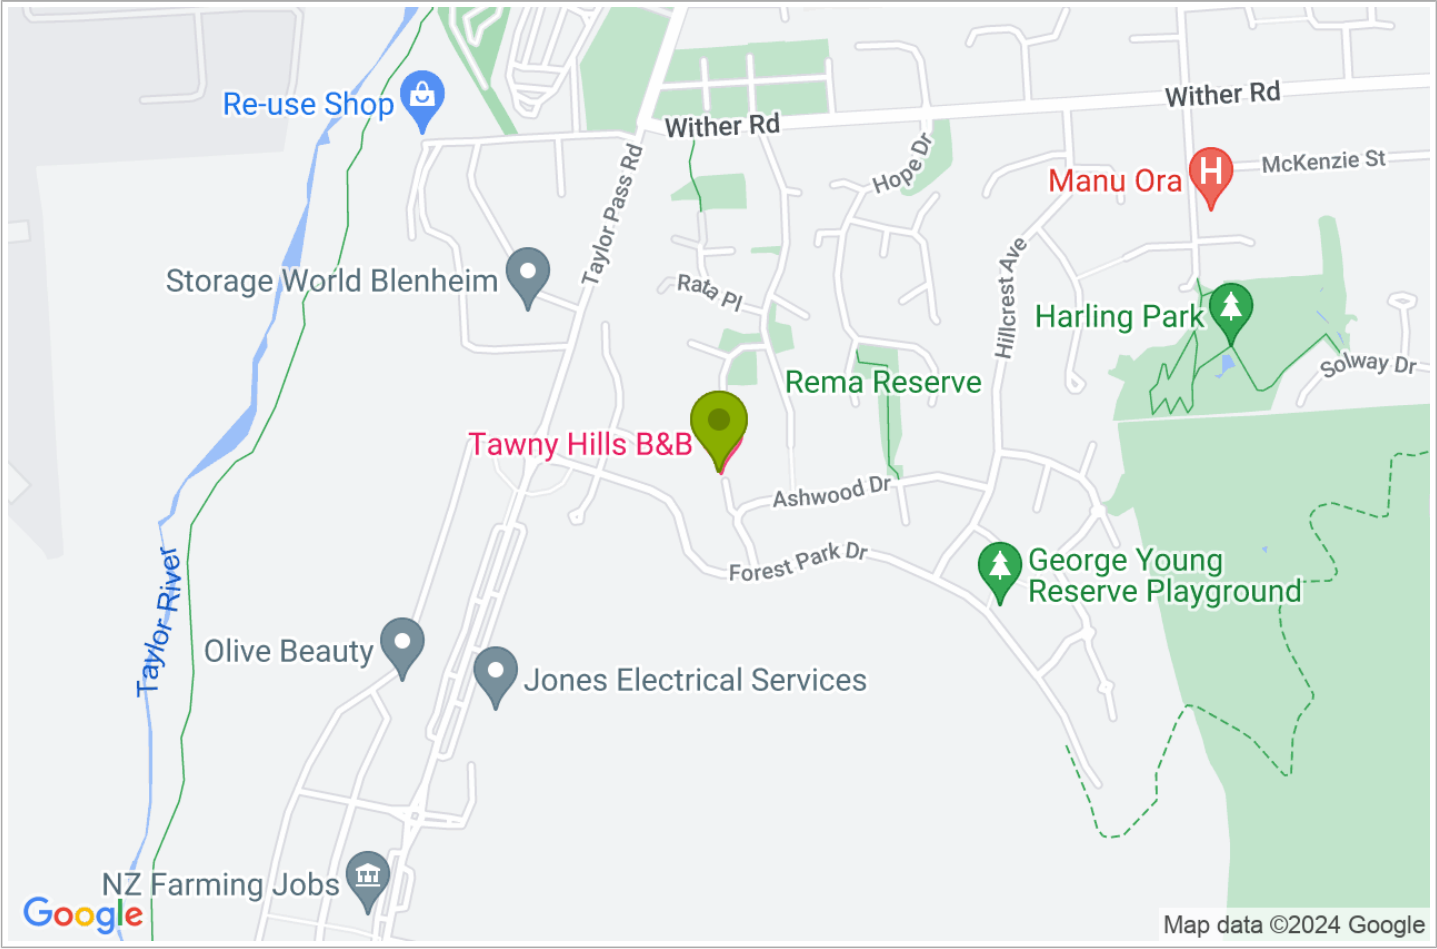 Re-use Shop
Wither Rd
Wither Rd
McKenzie St
Hope Dr
Manu Ora
Taylor Pass Rd
Storage World Blenheim
Rata Pl
Hillcrest Ave
Harling Park
Solway Dr
Rema Reserve
Tawny Hills B&B
Ashwood Dr
Forest Park Dr
George Young
Reserve Playground
Taylor River
Olive Beauty
Jones Electrical Services
NZ Farming Jobs
Google
Map data ©2024 Google